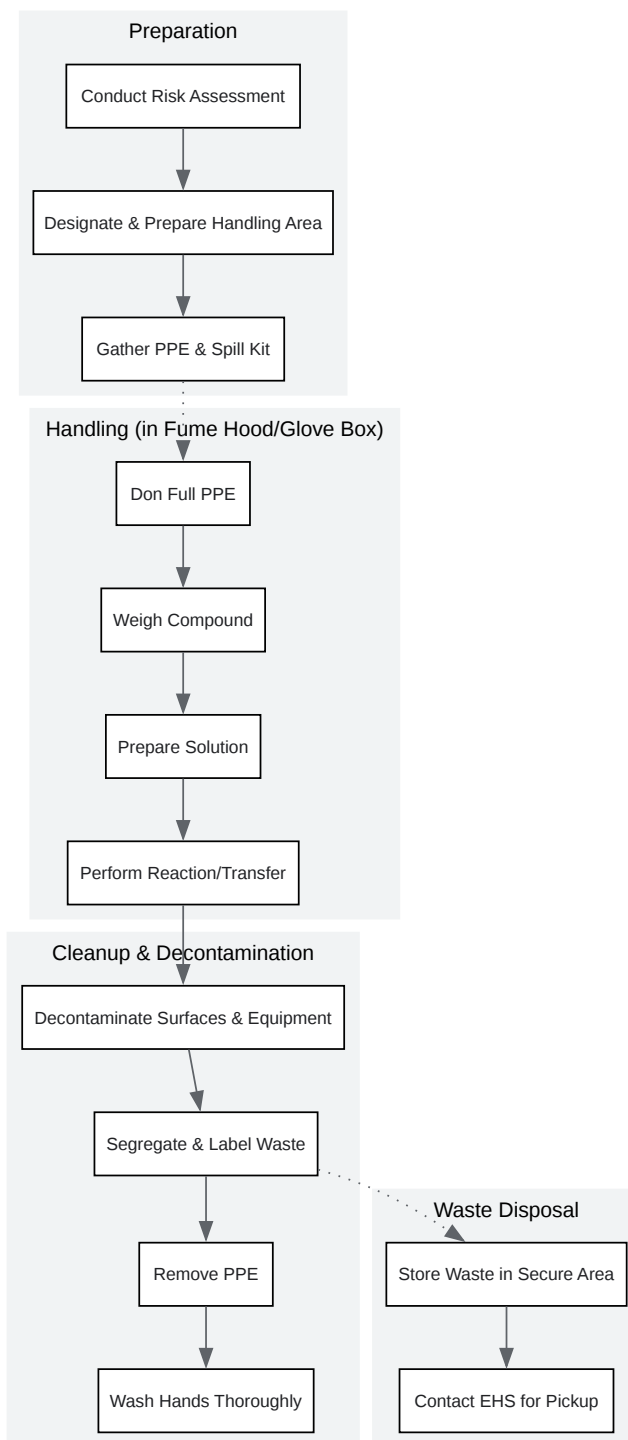 Preparation
Conduct Risk Assessment
Designate & Prepare Handling Area
Gather PPE & Spill Kit
Handling (in Fume Hood/Glove Box)
Don Full PPE
Weigh Compound
Prepare Solution
Perform Reaction/Transfer
Cleanup & Decontamination
Decontaminate Surfaces & Equipment
Segregate & Label Waste
Remove PPE
Wash Hands Thoroughly
Waste Disposal
Store Waste in Secure Area
Contact EHS for Pickup